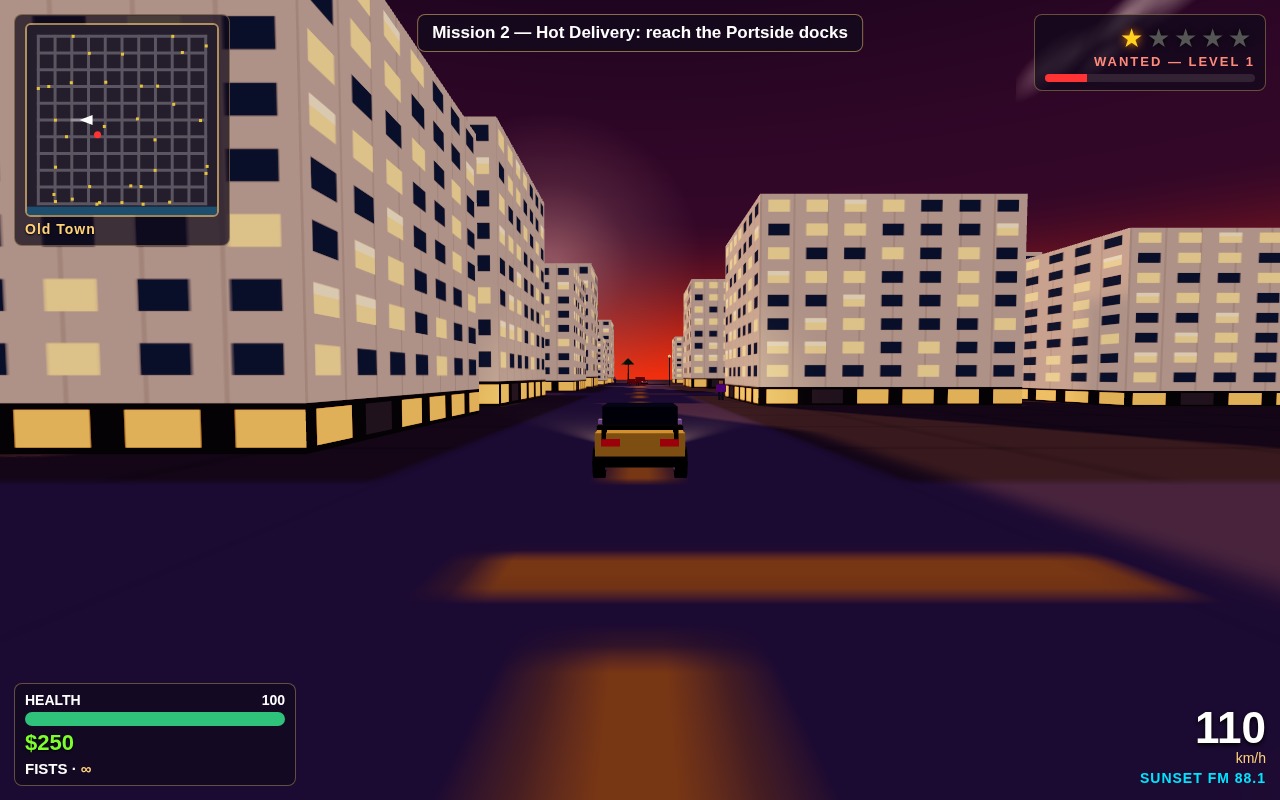 Mission 2 — Hot Delivery: reach the Portside docks
WANTED — LEVEL 1
Old Town
HEALTH 100
$250
FISTS · ∞
110
km/h
SUNSET FM 88.1